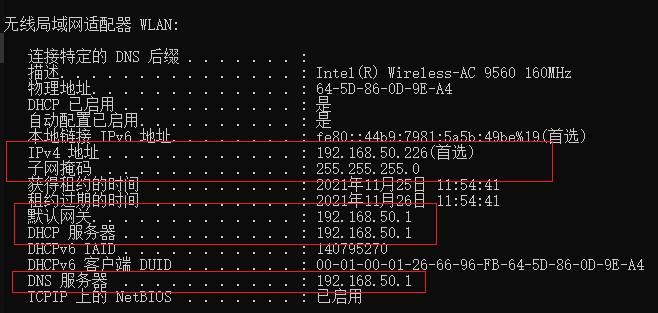 无线局域网适配器 WLAN:
连接特定的 DNS 后缀 . . . . . . . :
描述. . . . . . . . . . . . . . . : Intel(R) Wireless-AC 9560 160MHz
物理地址. . . . . . . . . . . . . : 64-5D-86-0D-9E-A4
DHCP 已启用 . . . . . . . . . . . : 是
自动配置已启用. . . . . . . . . . : 是
本地链接 IPv6 地址. . . . . . . . : fe80::44b9:7981:5a5b:49be%19(首选)
IPv4 地址 . . . . . . . . . . . . : 192.168.50.226(首选)
子网掩码 . . . . . . . . . . . . : 255.255.255.0
获得租约的时间 . . . . . . . . . : 2021年11月25日 11:54:41
租约过期的时间 . . . . . . . . . : 2021年11月26日 11:54:41
默认网关. . . . . . . . . . . . . : 192.168.50.1
DHCP 服务器 . . . . . . . . . . . : 192.168.50.1
DHCPv6 IAID . . . . . . . . . . . : 140795270
DHCPv6 客户端 DUID . . . . . . . : 00-01-00-01-26-66-96-FB-64-5D-86-0D-9E-A4
DNS 服务器 . . . . . . . . . . . : 192.168.50.1
TCPIP 上的 NetBIOS . . . . . . . : 已启用